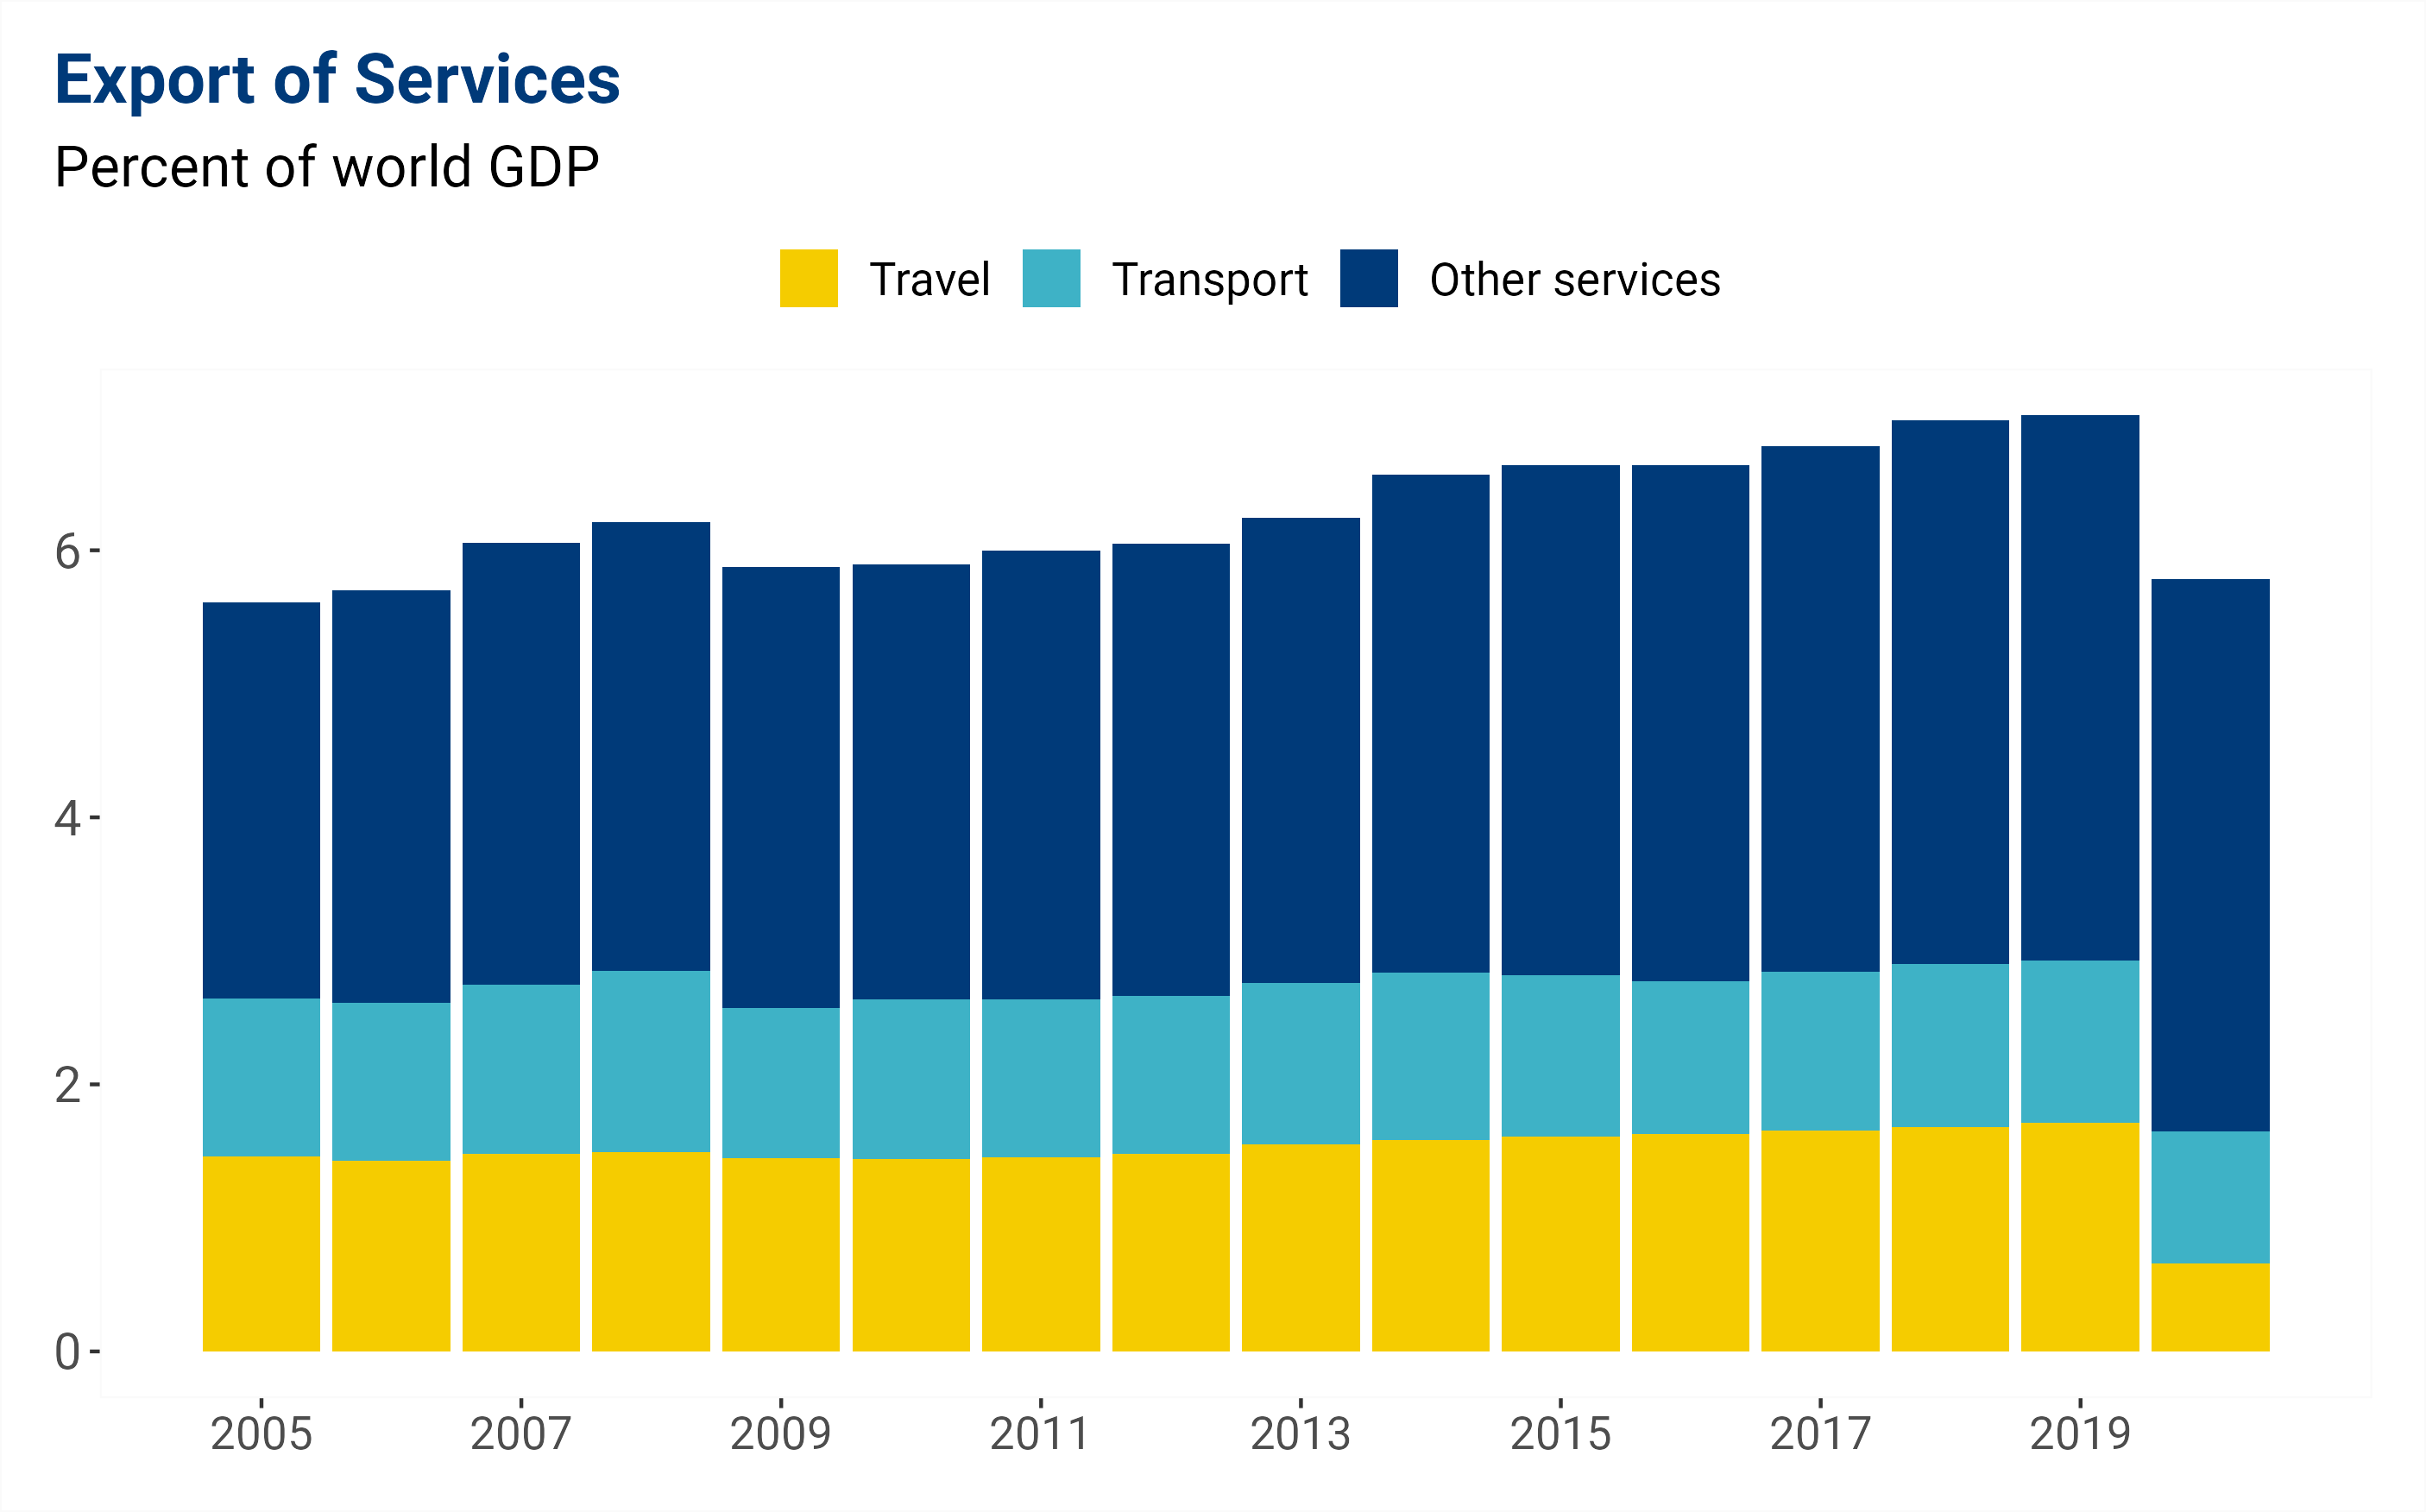 Export of Services
Percent of world GDP
Travel Transport Other services
6
4
2
0
2005 2007 2009 2011 2013 2015 2017 2019